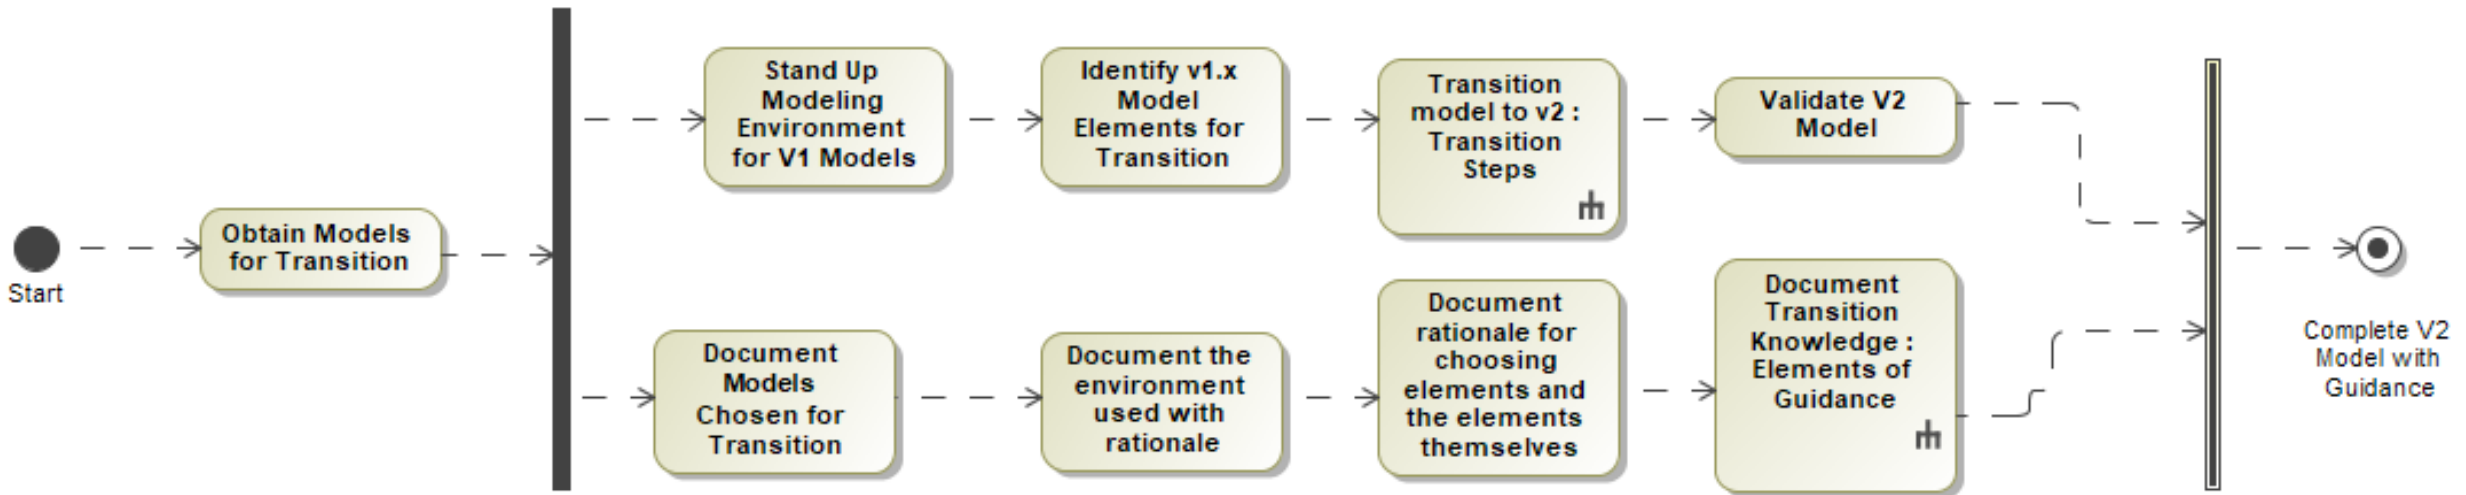 Start
Obtain Models
for Transition
Stand Up
Modeling
Environment
for V1 Models
Identify v1.x
Model
Elements for
Transition
Transition
model to v2 :
Transition
Steps
Validate V2
Model
Document
Models
Chosen for
Transition
Document the
environment
used with
rationale
Document
rationale for
choosing
elements and
the elements
themselves
Document
Transition
Knowledge :
Elements of
Guidance
Complete V2
Model with
Guidance